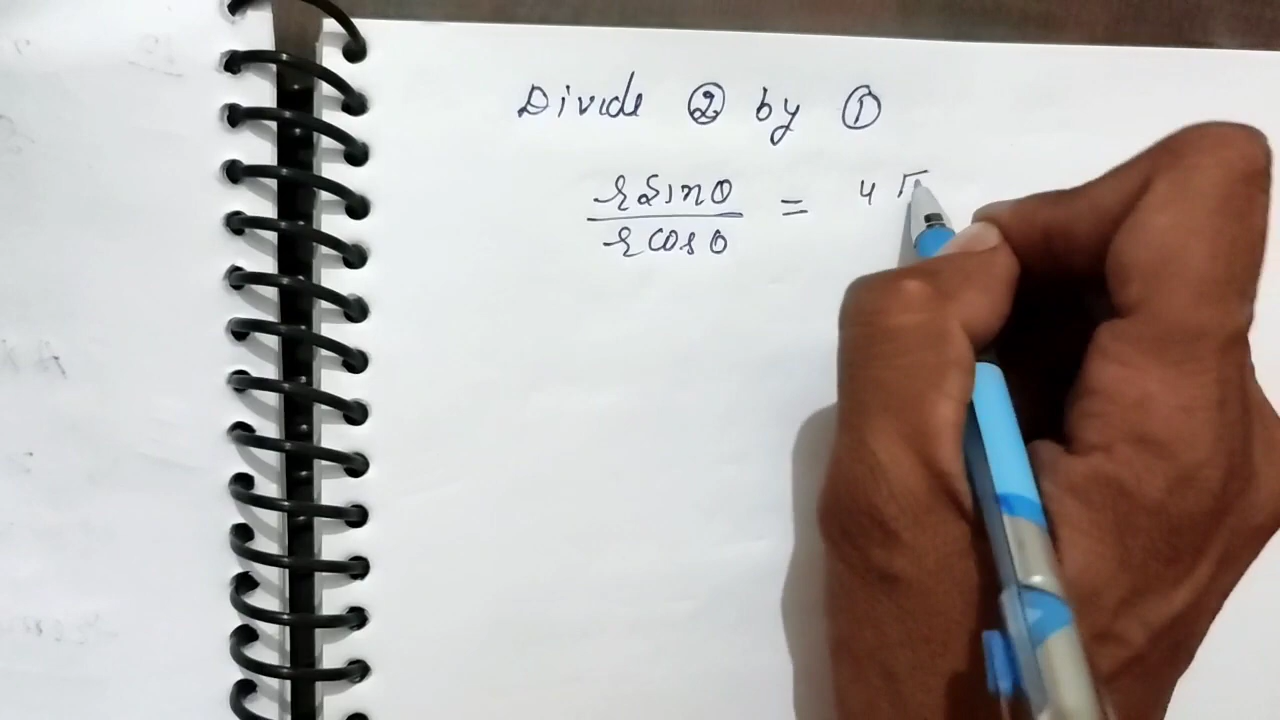 Divide ② by ①
r sinθ / r cosθ = 4 √